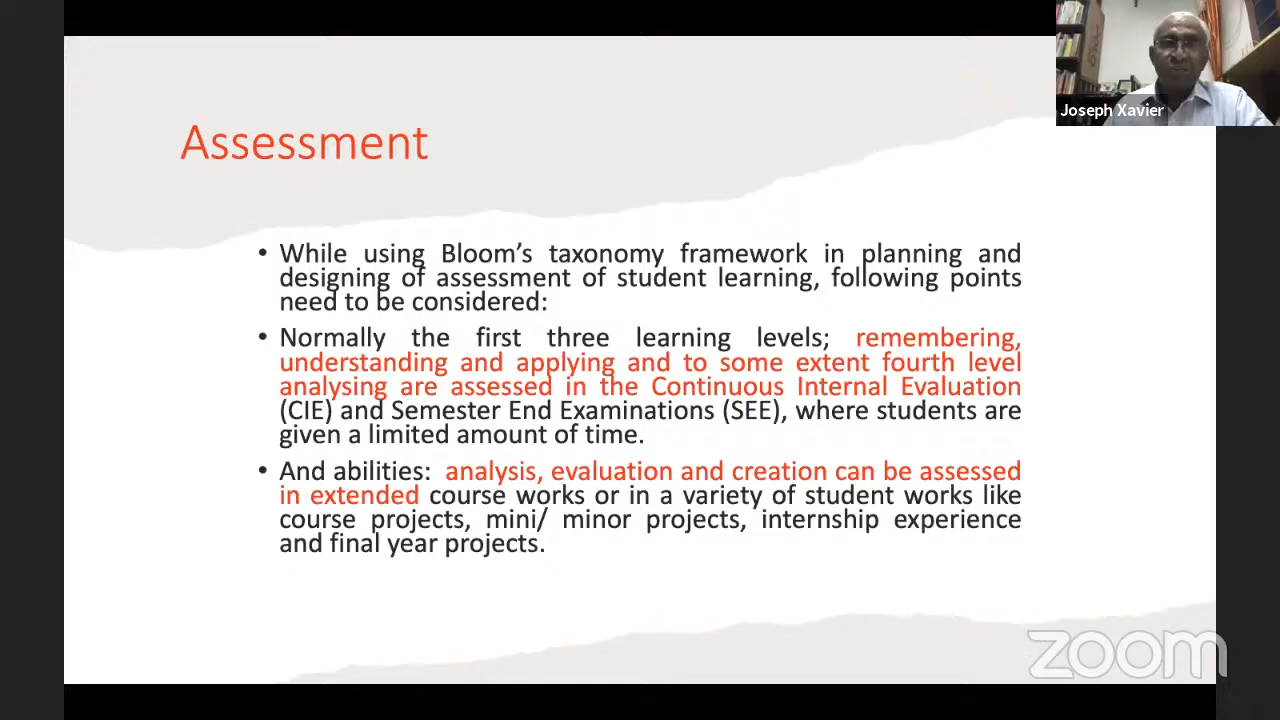 Joseph Xavier
Assessment
• While using Bloom’s taxonomy framework in planning and
designing of assessment of student learning, following points
need to be considered:
• Normally the first three learning levels; remembering,
understanding and applying and to some extent fourth level
analysing are assessed in the Continuous Internal Evaluation
(CIE) and Semester End Examinations (SEE), where students are
given a limited amount of time.
• And abilities: analysis, evaluation and creation can be assessed
in extended course works or in a variety of student works like
course projects, mini/ minor projects, internship experience
and final year projects.
zoom